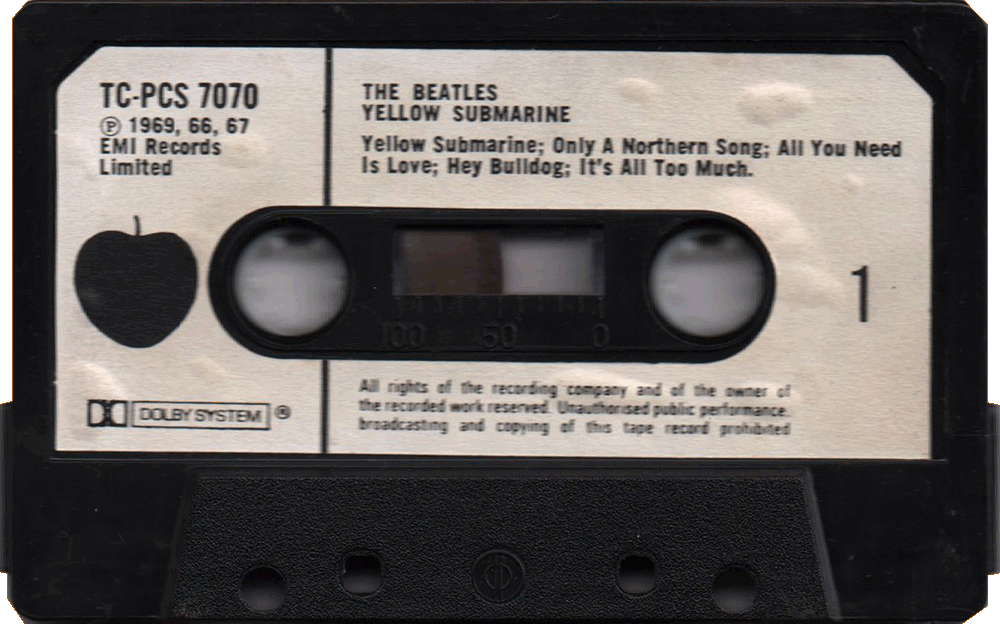 TC-PCS 7070
Ⓟ 1969, 66, 67
EMI Records
Limited
THE BEATLES
YELLOW SUBMARINE
Yellow Submarine; Only A Northern Song; All You Need
Is Love; Hey Bulldog; It's All Too Much.
1
100 50 0
DOLBY SYSTEM ®
All rights of the recording company and of the owner of
the recorded work reserved. Unauthorised public performance,
broadcasting and copying of this tape record prohibited